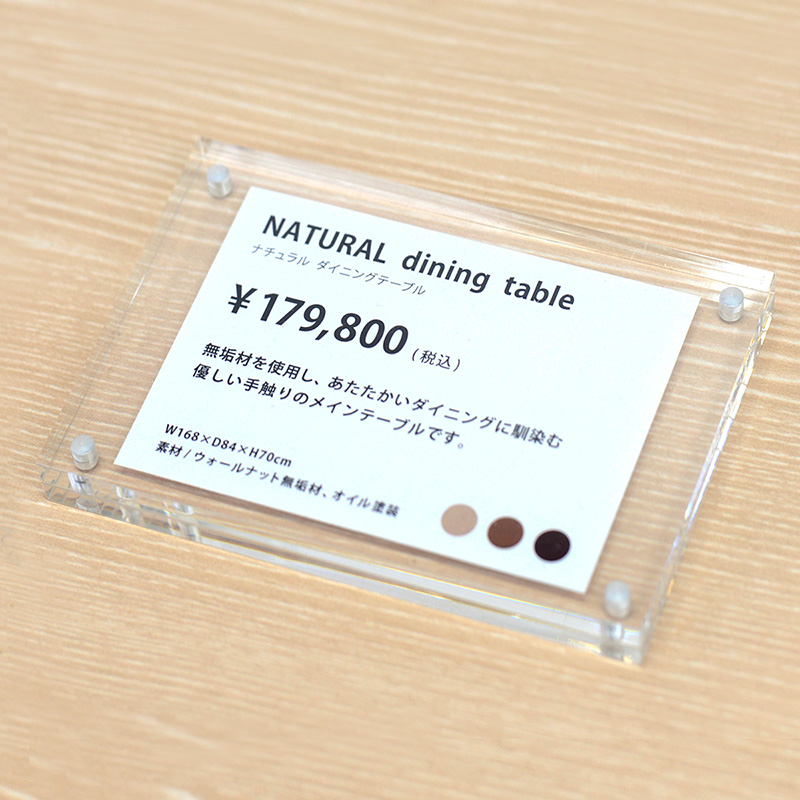 NATURAL dining table
ナチュラル ダイニングテーブル
¥179,800（税込）
無垢材を使用し、あたたかいダイニングに馴染む
優しい手触りのメインテーブルです。
W168×D84×H70cm
素材/ウォールナット無垢材、オイル塗装